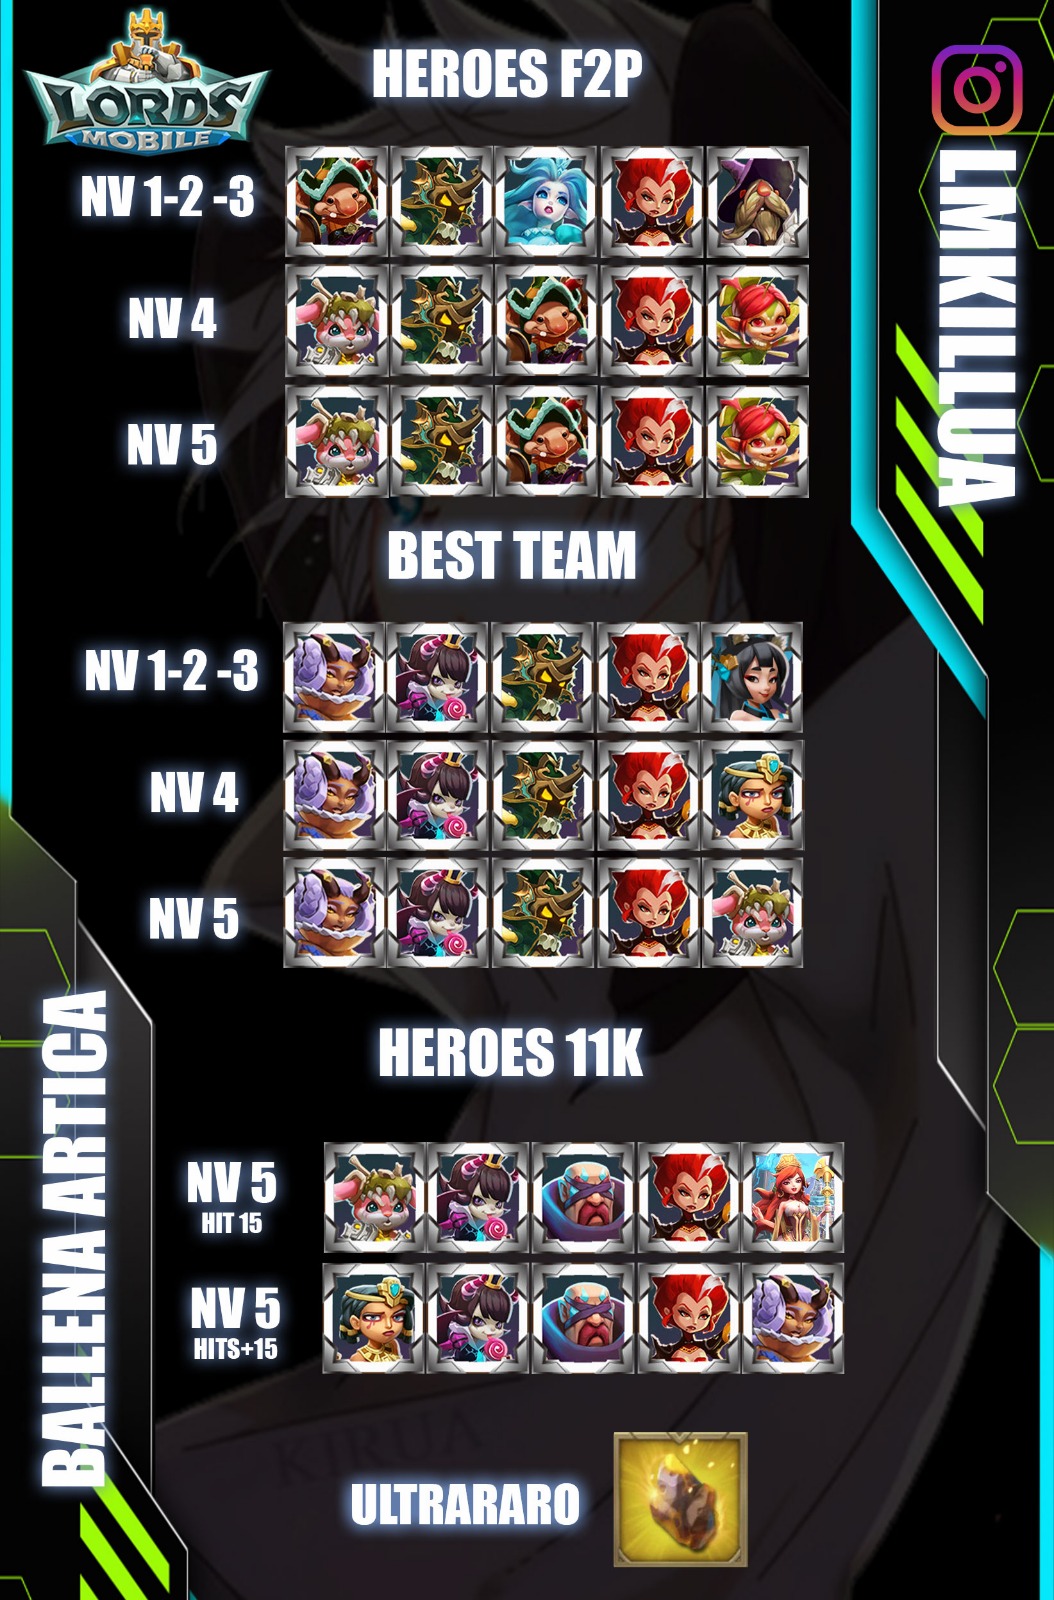 LORDS
MOBILE
HEROES F2P
NV 1-2 -3
NV 4
NV 5
BEST TEAM
NV 1-2 -3
NV 4
NV 5
HEROES 11K
NV 5
HIT 15
NV 5
HITS+15
KIRUA
ULTRARARO
LMKILLUA
BALLENA ARTICA